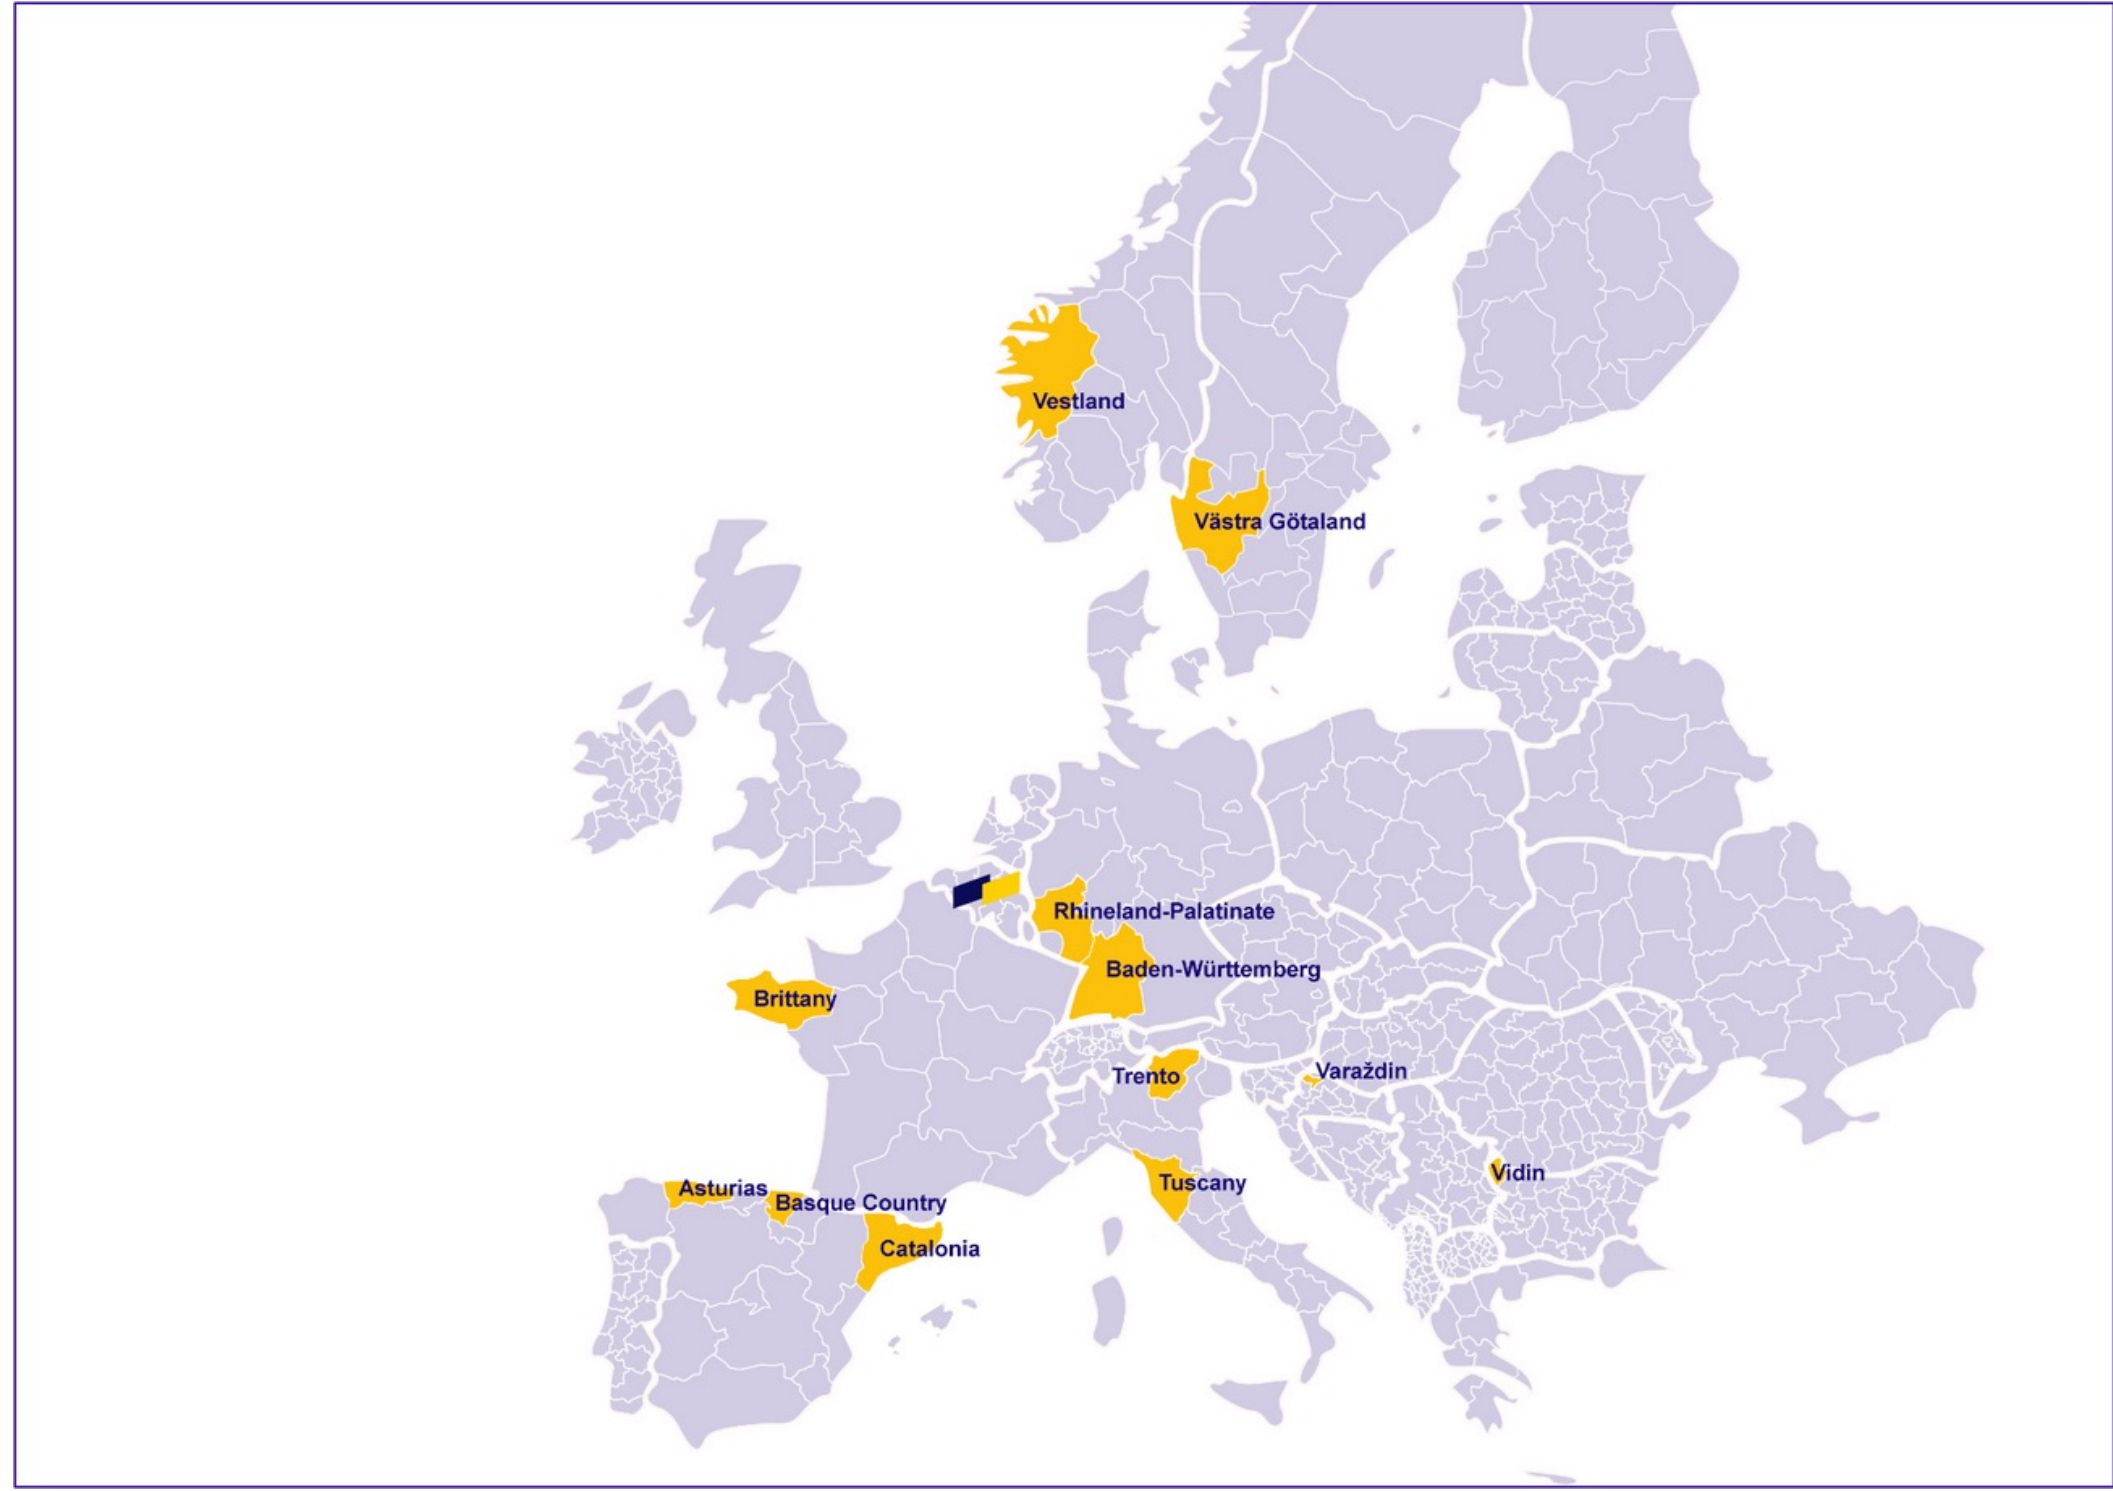 Vestland
Västra Götaland
Rhineland-Palatinate
Baden-Württemberg
Brittany
Trento
Varaždin
Vidin
Asturias
Basque Country
Tuscany
Catalonia